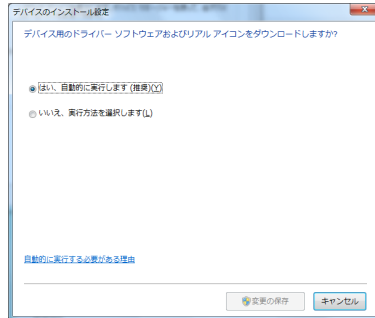 デバイスのインストール設定
デバイス用のドライバー ソフトウェアおよびリアル アイコンをダウンロードしますか?
はい、自動的に実行します (推奨)(Y)
いいえ、実行方法を選択します(L)
自動的に実行する必要がある理由
変更の保存
キャンセル